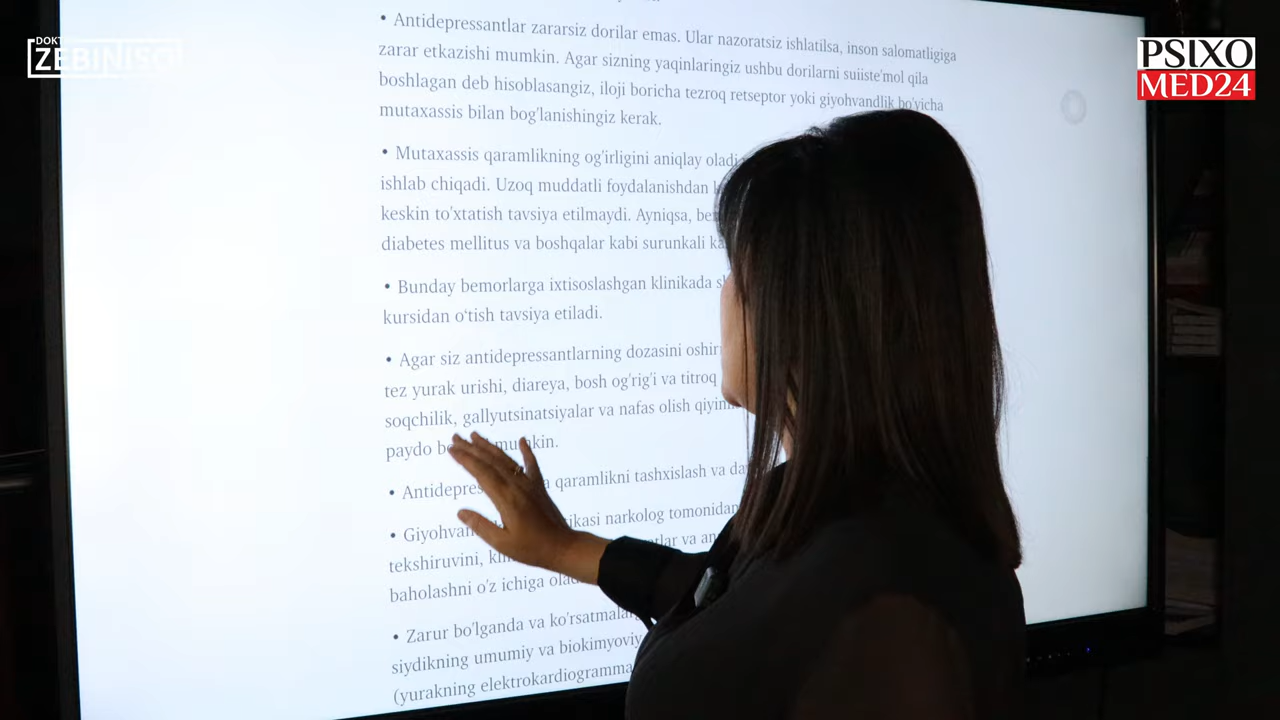 DOKT
ZEBINISO
PSIXO
MED24
• Antidepressantlar zararsiz dorilar emas. Ular nazoratsiz ishlatilsa, inson salomatligiga
zarar etkazishi mumkin. Agar sizning yaqinlaringiz ushbu dorilarni suiiste'mol qila
boshlagan deb hisoblasangiz, iloji boricha tezroq retseptor yoki giyohvandlik bo'yicha
mutaxassis bilan bog'lanishingiz kerak.
• Mutaxassis qaramlikning og'irligini aniqlay oladi
ishlab chiqadi. Uzoq muddatli foydalanishdan
keskin to'xtatish tavsiya etilmaydi. Ayniqsa,
diabetes mellitus va boshqalar kabi surunkali
• Bunday bemorlarga ixtisoslashgan klinikada
kursidan o'tish tavsiya etiladi.
• Agar siz antidepressantlarning dozasini
tez yurak urishi, diareya, bosh og'rig'i va titroq
soqchilik, gallyutsinatsiyalar va nafas olish
paydo mumkin.
• qaramlikni tashxislash va
• narkolog tomonidan
tekshiruvini, va
baholashni o'z ichiga
• Zarur bo'lganda va
siydikning umumiy va biokimyoviy
(yurakning elektrokardiogramma